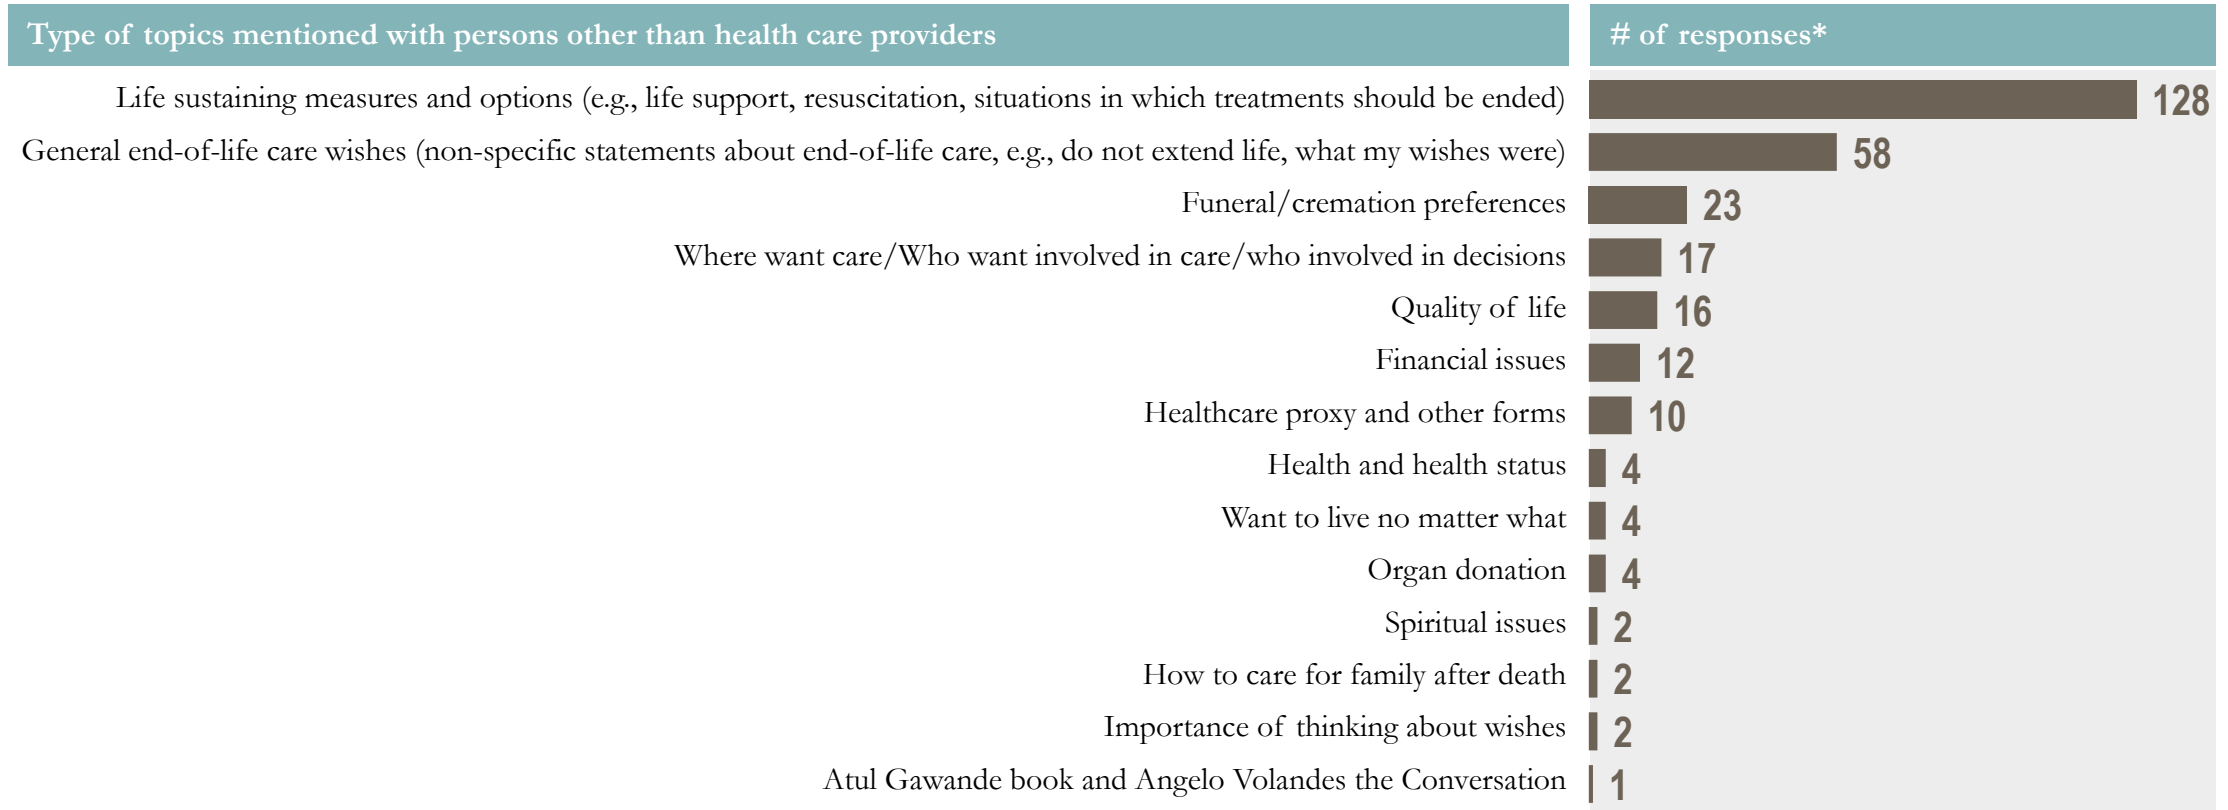 Type of topics mentioned with persons other than health care providers # of responses*
Life sustaining measures and options (e.g., life support, resuscitation, situations in which treatments should be ended) 128
General end-of-life care wishes (non-specific statements about end-of-life care, e.g., do not extend life, what my wishes were) 58
Funeral/cremation preferences 23
Where want care/Who want involved in care/who involved in decisions 17
Quality of life 16
Financial issues 12
Healthcare proxy and other forms 10
Health and health status 4
Want to live no matter what 4
Organ donation 4
Spiritual issues 2
How to care for family after death 2
Importance of thinking about wishes 2
Atul Gawande book and Angelo Volandes the Conversation 1